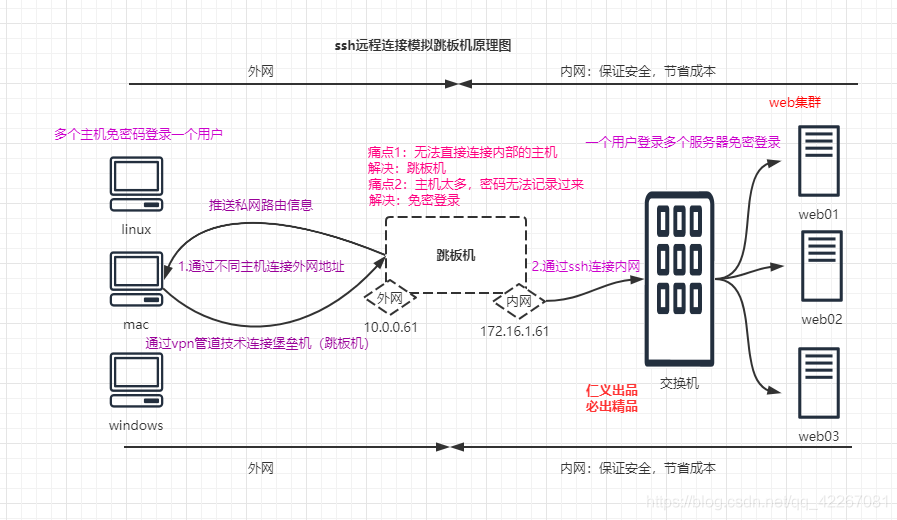 ssh远程连接模拟跳板机原理图
外网
内网：保证安全，节省成本
web集群
多个主机免密码登录一个用户
一个用户登录多个服务器免密登录
痛点1：无法直接连接内部的主机
解决：跳板机
痛点2：主机太多，密码无法记录过来
解决：免密登录
linux
推送私网路由信息
web01
跳板机
1.通过不同主机连接外网地址
2.通过ssh连接内网
外网
内网
mac
10.0.0.61
172.16.1.61
web02
通过vpn管道技术连接堡垒机（跳板机）
交换机
仁义出品
必出精品
windows
web03
外网
内网：保证安全，节省成本
https://blog.csdn.net/qq_42267081